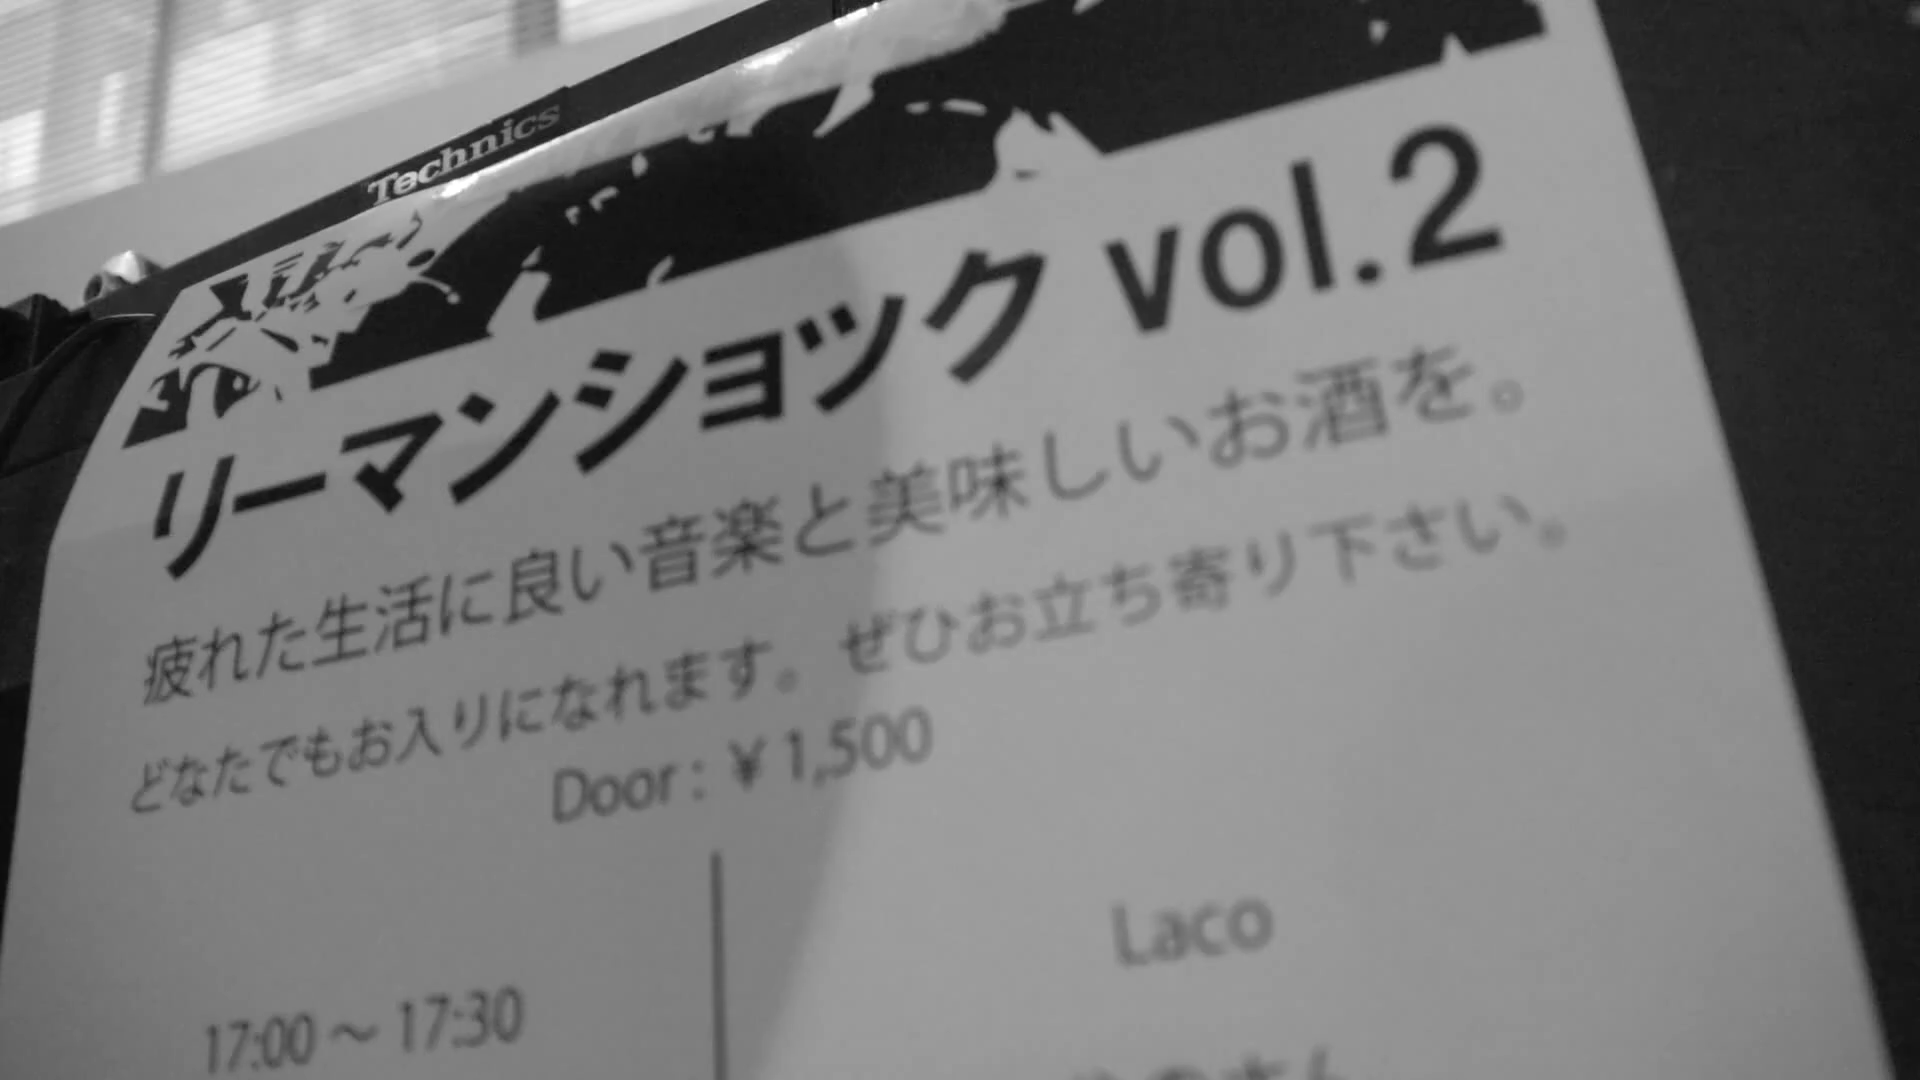 Technics
リーマンショック vol.2
疲れた生活に良い音楽と美味しいお酒を。
どなたでもお入りになれます。ぜひお立ち寄り下さい。
Door : ¥1,500
Laco
17:00 ～ 17:30